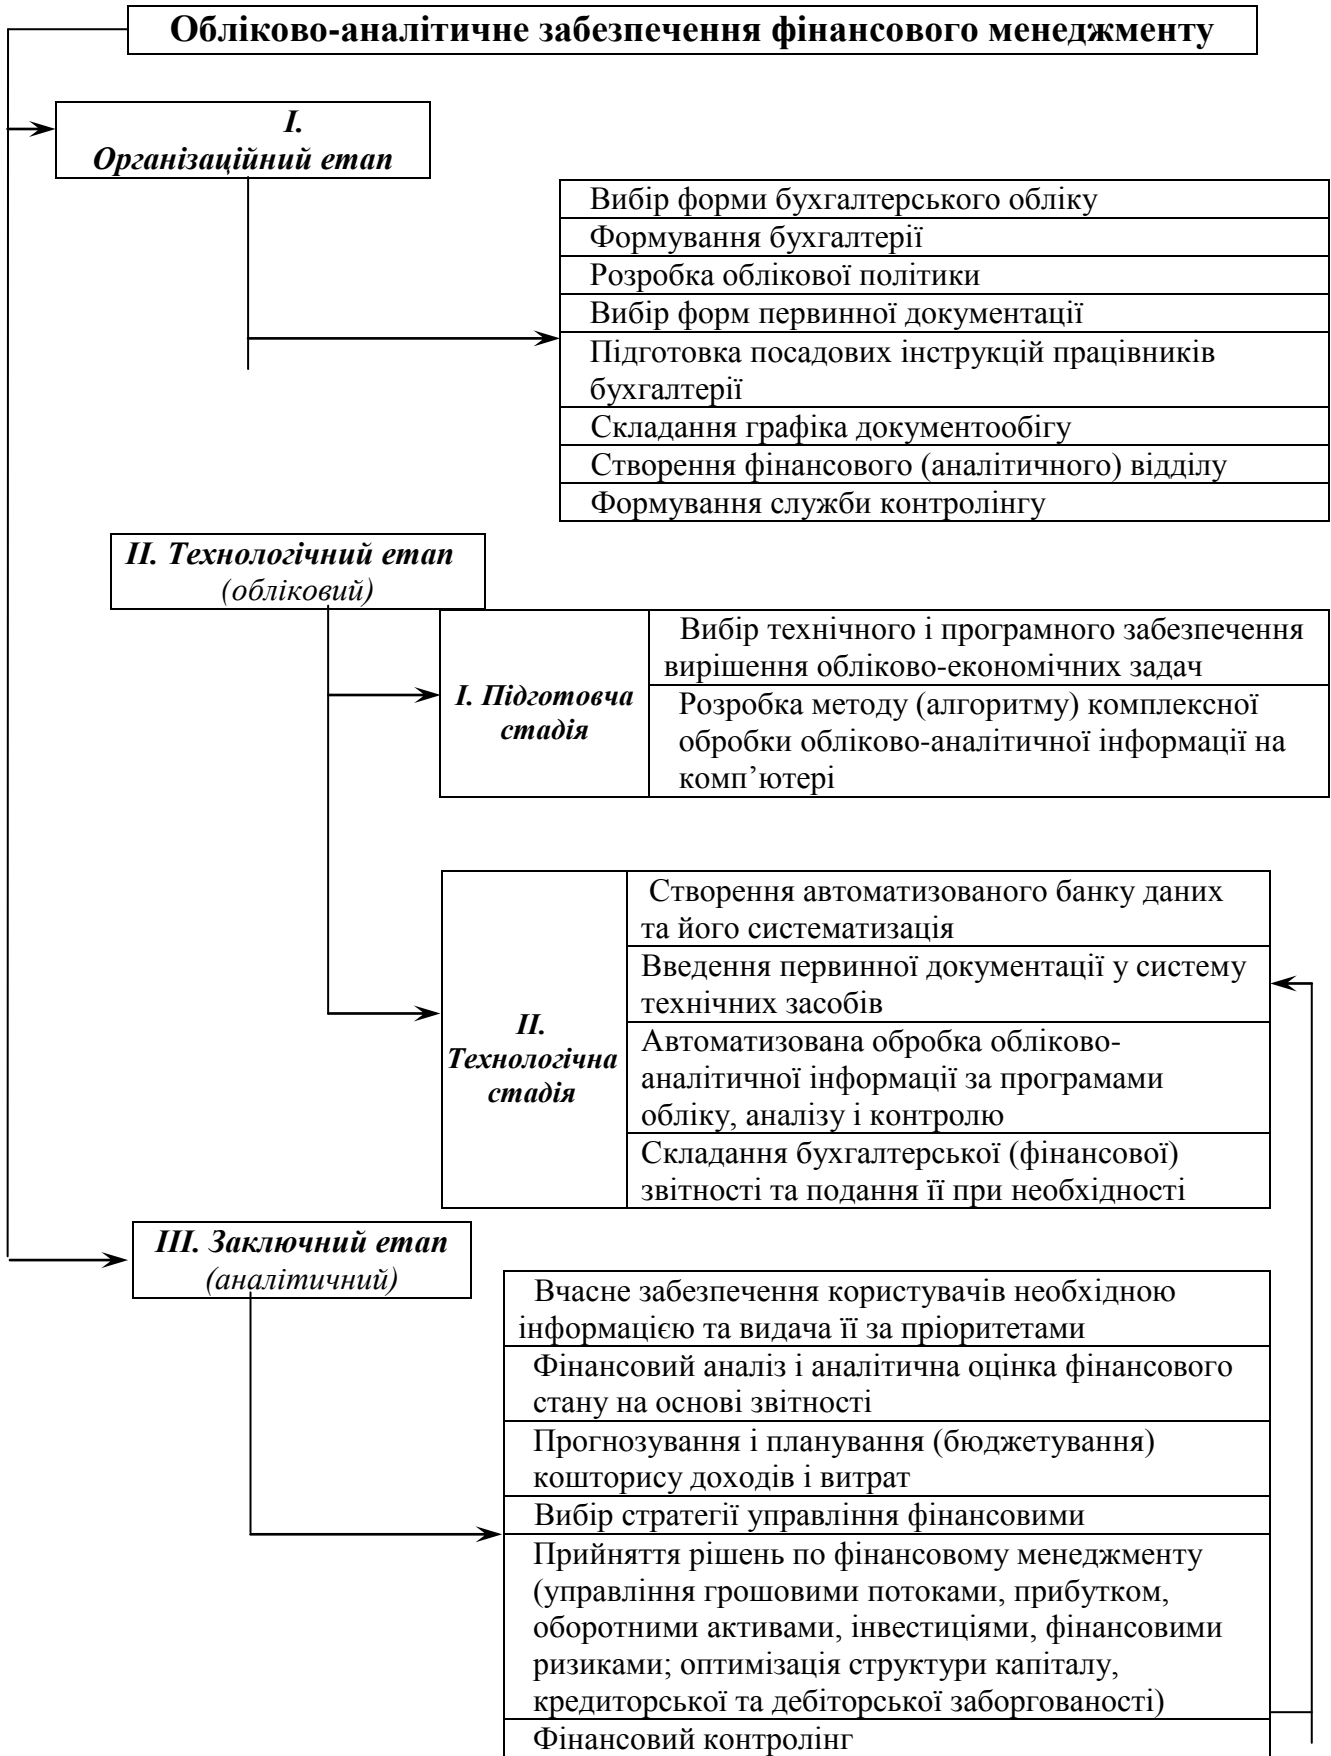 Обліково-аналітичне забезпечення фінансового менеджменту
I.
Організаційний етап
Вибір форми бухгалтерського обліку
Формування бухгалтерії
Розробка облікової політики
Вибір форм первинної документації
Підготовка посадових інструкцій працівників
бухгалтерії
Складання графіка документообігу
Створення фінансового (аналітичного) відділу
Формування служби контролінгу
II. Технологічний етап
(обліковий)
I. Підготовча
стадія
Вибір технічного і програмного забезпечення
вирішення обліково-економічних задач
Розробка методу (алгоритму) комплексної
обробки обліково-аналітичної інформації на
комп’ютері
II.
Технологічна
стадія
Створення автоматизованого банку даних
та його систематизація
Введення первинної документації у систему
технічних засобів
Автоматизована обробка обліково-
аналітичної інформації за програмами
обліку, аналізу і контролю
Складання бухгалтерської (фінансової)
звітності та подання її при необхідності
III. Заключний етап
(аналітичний)
Вчасне забезпечення користувачів необхідною
інформацією та видача її за пріоритетами
Фінансовий аналіз і аналітична оцінка фінансового
стану на основі звітності
Прогнозування і планування (бюджетування)
кошторису доходів і витрат
Вибір стратегії управління фінансовими
Прийняття рішень по фінансовому менеджменту
(управління грошовими потоками, прибутком,
оборотними активами, інвестиціями, фінансовими
ризиками; оптимізація структури капіталу,
кредиторської та дебіторської заборгованості)
Фінансовий контролінг